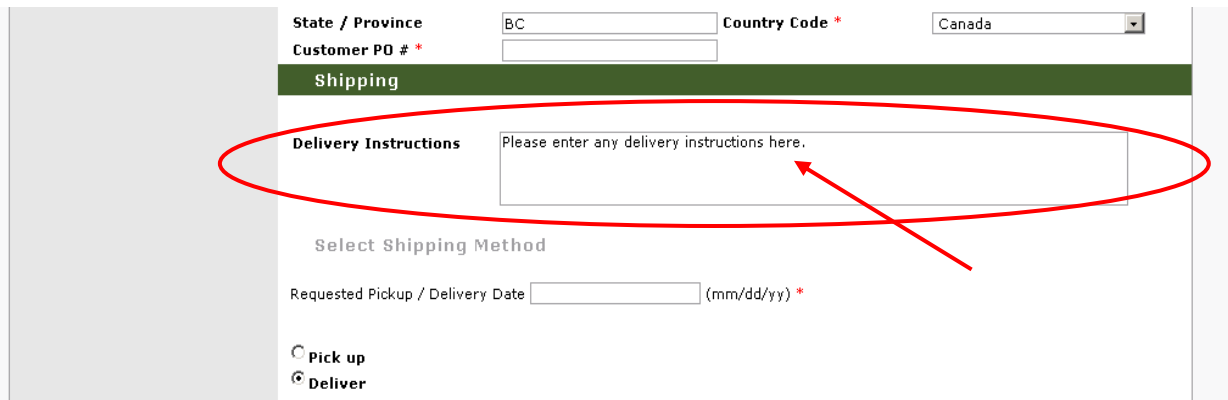 State / Province BC Country Code * Canada
Customer PO # *
Shipping
Delivery Instructions Please enter any delivery instructions here.
Select Shipping Method
Requested Pickup / Delivery Date (mm/dd/yy) *
Pick up
Deliver